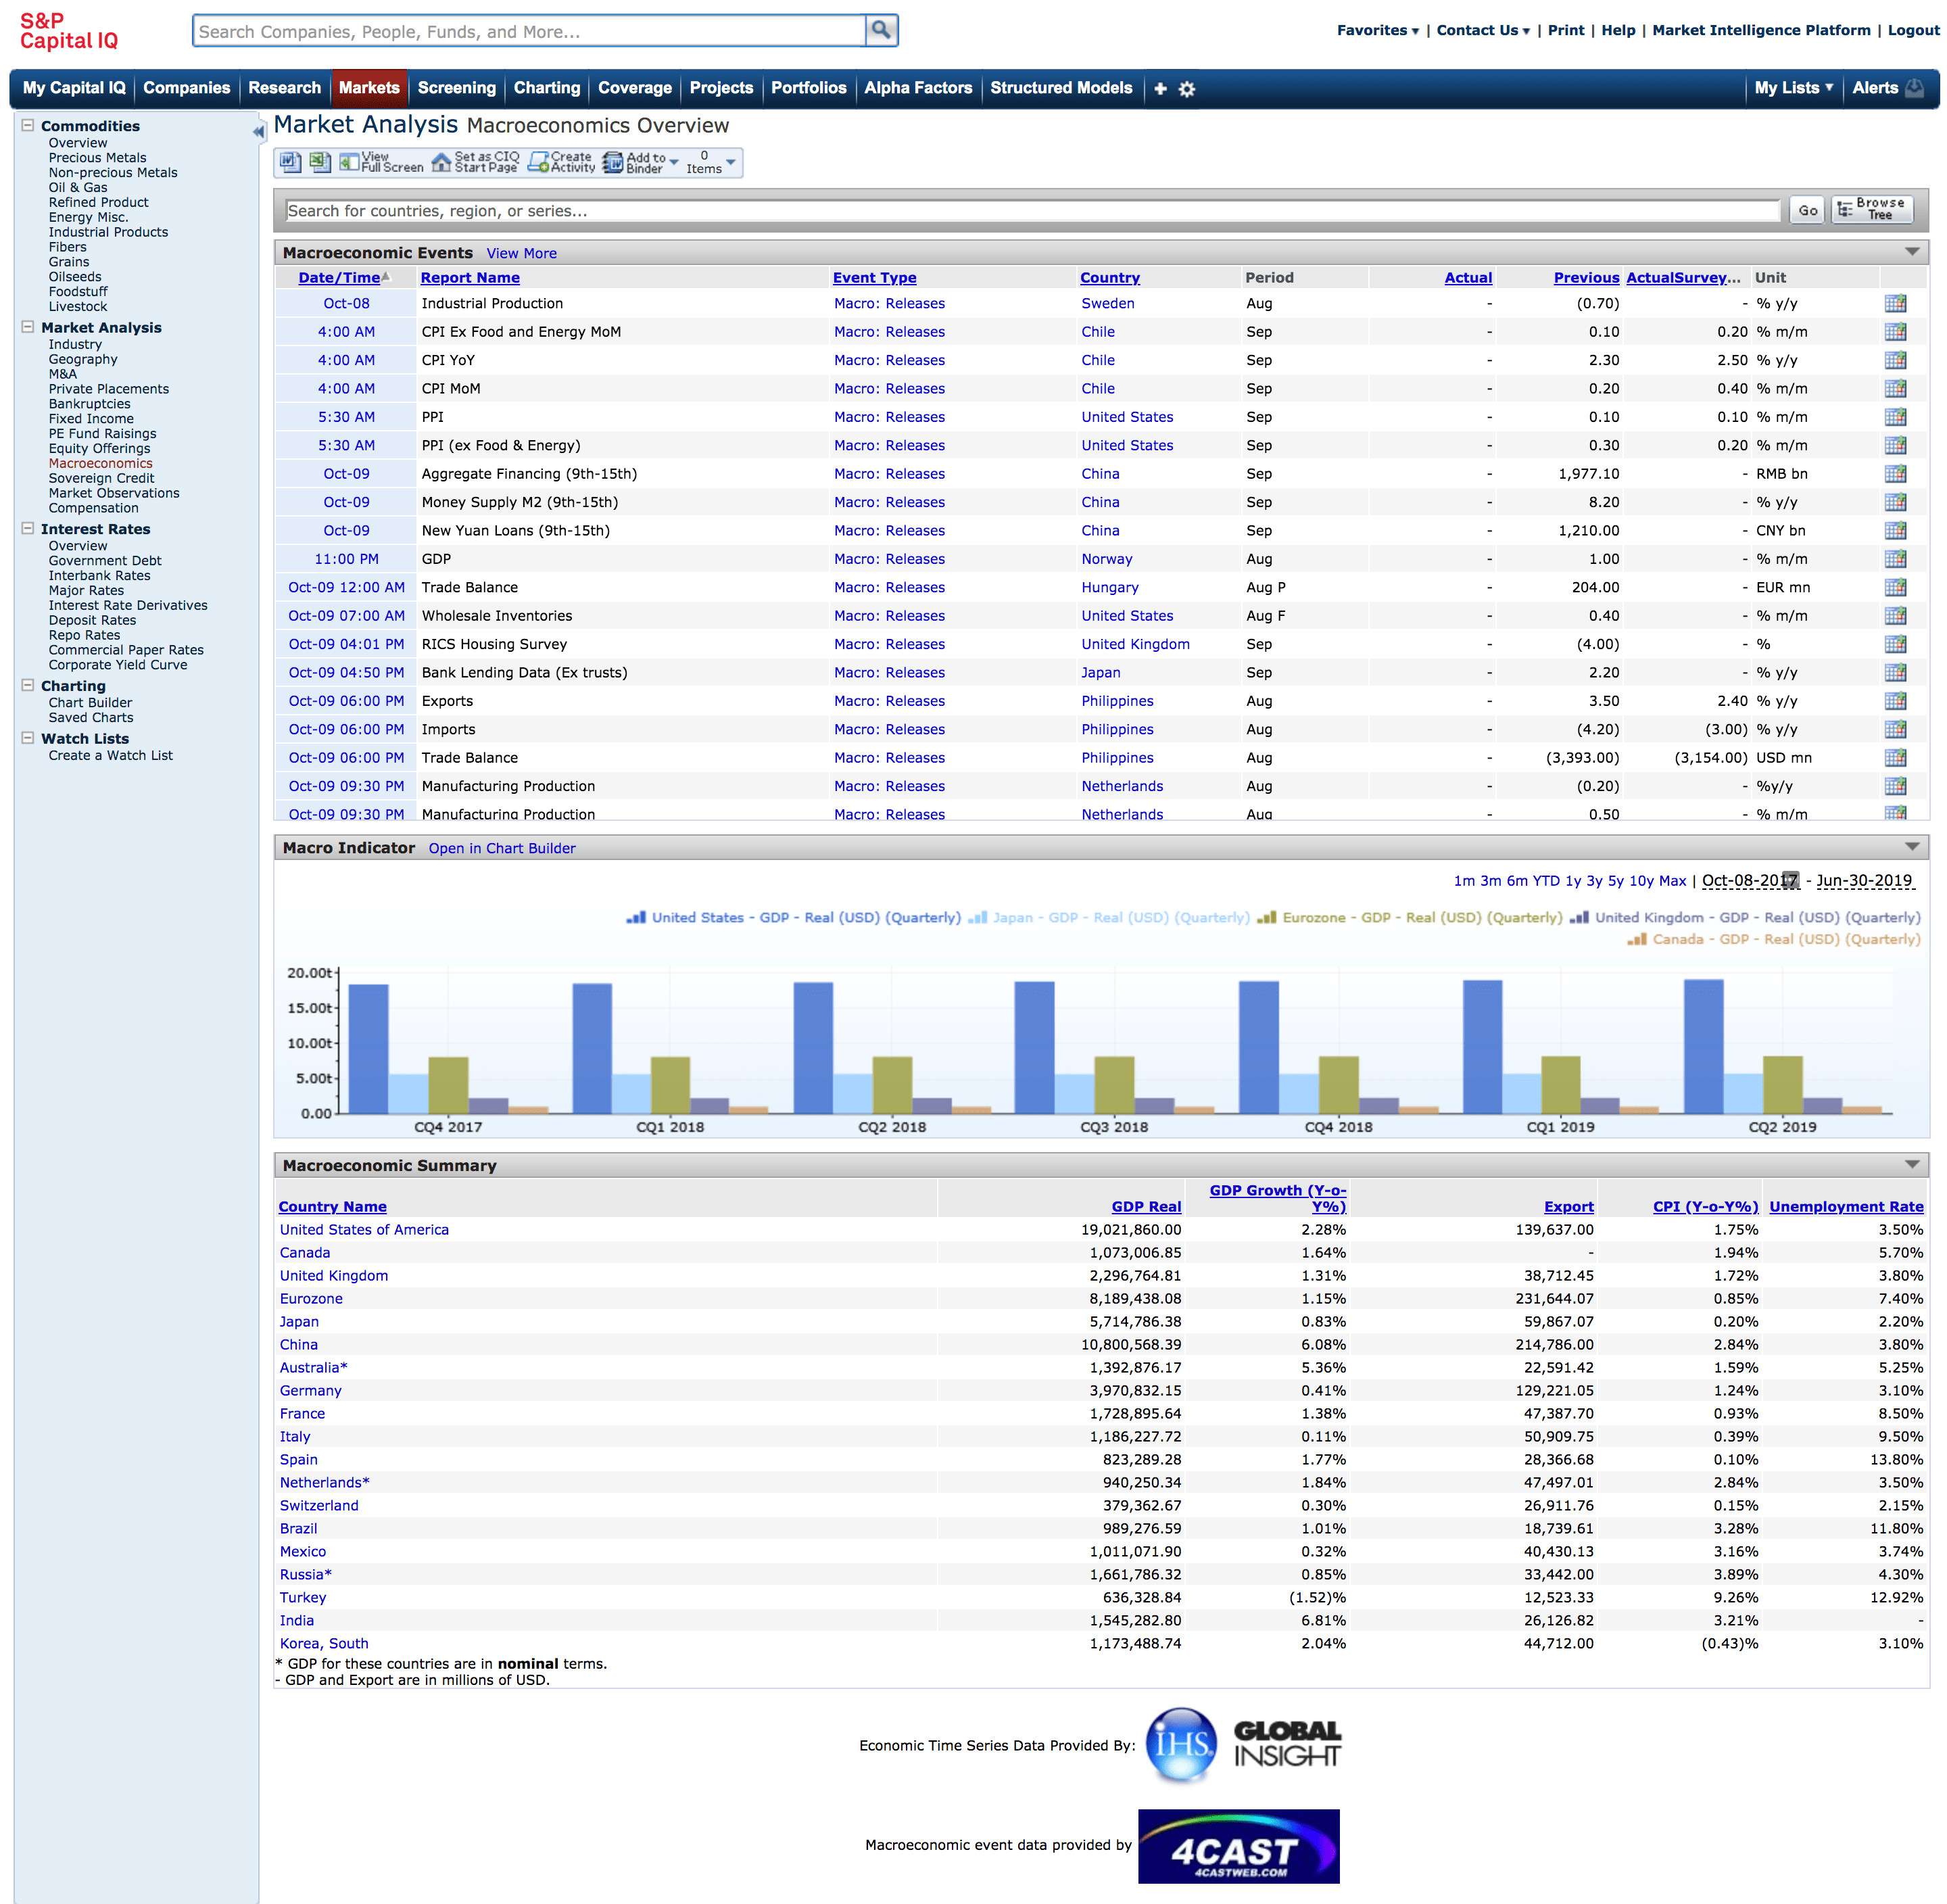 S&P
Capital IQ
Search Companies, People, Funds, and More...
Favorites ▾ | Contact Us ▾ | Print | Help | Market Intelligence Platform | Logout
My Capital IQ Companies Research Markets Screening Charting Coverage Projects Portfolios Alpha Factors Structured Models My Lists Alerts
Commodities
Overview
Precious Metals
Non-precious Metals
Oil & Gas
Refined Product
Energy Misc.
Industrial Products
Fibers
Grains
Oilseeds
Foodstuff
Livestock
Market Analysis
Industry
Geography
M&A
Private Placements
Bankruptcies
Fixed Income
PE Fund Raisings
Equity Offerings
Macroeconomics
Sovereign Credit
Market Observations
Compensation
Interest Rates
Overview
Government Debt
Interbank Rates
Major Rates
Interest Rate Derivatives
Deposit Rates
Repo Rates
Commercial Paper Rates
Corporate Yield Curve
Charting
Chart Builder
Saved Charts
Watch Lists
Create a Watch List
Market Analysis Macroeconomics Overview
View Full Screen Set as CIQ Start Page Create Activity Add to Binder 0 Items
Search for countries, region, or series... Go Browse Tree
Macroeconomic Events View More
Date/Time Report Name Event Type Country Period Actual Previous ActualSurvey... Unit
Oct-08 Industrial Production Macro: Releases Sweden Aug - (0.70) - % y/y
4:00 AM CPI Ex Food and Energy MoM Macro: Releases Chile Sep - 0.10 0.20 % m/m
4:00 AM CPI YoY Macro: Releases Chile Sep - 2.30 2.50 % y/y
4:00 AM CPI MoM Macro: Releases Chile Sep - 0.20 0.40 % m/m
5:30 AM PPI Macro: Releases United States Sep - 0.10 0.10 % m/m
5:30 AM PPI (ex Food & Energy) Macro: Releases United States Sep - 0.30 0.20 % m/m
Oct-09 Aggregate Financing (9th-15th) Macro: Releases China Sep - 1,977.10 - RMB bn
Oct-09 Money Supply M2 (9th-15th) Macro: Releases China Sep - 8.20 - % y/y
Oct-09 New Yuan Loans (9th-15th) Macro: Releases China Sep - 1,210.00 - CNY bn
11:00 PM GDP Macro: Releases Norway Aug - 1.00 - % m/m
Oct-09 12:00 AM Trade Balance Macro: Releases Hungary Aug P - 204.00 - EUR mn
Oct-09 07:00 AM Wholesale Inventories Macro: Releases United States Aug F - 0.40 - % m/m
Oct-09 04:01 PM RICS Housing Survey Macro: Releases United Kingdom Sep - (4.00) - %
Oct-09 04:50 PM Bank Lending Data (Ex trusts) Macro: Releases Japan Sep - 2.20 - % y/y
Oct-09 06:00 PM Exports Macro: Releases Philippines Aug - 3.50 2.40 % y/y
Oct-09 06:00 PM Imports Macro: Releases Philippines Aug - (4.20) (3.00) % y/y
Oct-09 06:00 PM Trade Balance Macro: Releases Philippines Aug - (3,393.00) (3,154.00) USD mn
Oct-09 09:30 PM Manufacturing Production Macro: Releases Netherlands Aug - (0.20) - %y/y
Oct-09 09:30 PM Manufacturing Production Macro: Releases Netherlands Aug - 0.50 - % m/m
Macro Indicator Open in Chart Builder
1m 3m 6m YTD 1y 3y 5y 10y Max | Oct-08-2017 - Jun-30-2019
United States - GDP - Real (USD) (Quarterly) Japan - GDP - Real (USD) (Quarterly) Eurozone - GDP - Real (USD) (Quarterly) United Kingdom - GDP - Real (USD) (Quarterly)
Canada - GDP - Real (USD) (Quarterly)
20.00t
15.00t
10.00t
5.00t
0.00
CQ4 2017 CQ1 2018 CQ2 2018 CQ3 2018 CQ4 2018 CQ1 2019 CQ2 2019
Macroeconomic Summary
Country Name GDP Real GDP Growth (Y-o-Y%) Export CPI (Y-o-Y%) Unemployment Rate
United States of America 19,021,860.00 2.28% 139,637.00 1.75% 3.50%
Canada 1,073,006.85 1.64% - 1.94% 5.70%
United Kingdom 2,296,764.81 1.31% 38,712.45 1.72% 3.80%
Eurozone 8,189,438.08 1.15% 231,644.07 0.85% 7.40%
Japan 5,714,786.38 0.83% 59,867.07 0.20% 2.20%
China 10,800,568.39 6.08% 214,786.00 2.84% 3.80%
Australia* 1,392,876.17 5.36% 22,591.42 1.59% 5.25%
Germany 3,970,832.15 0.41% 129,221.05 1.24% 3.10%
France 1,728,895.64 1.38% 47,387.70 0.93% 8.50%
Italy 1,186,227.72 0.11% 50,909.75 0.39% 9.50%
Spain 823,289.28 1.77% 28,366.68 0.10% 13.80%
Netherlands* 940,250.34 1.84% 47,497.01 2.84% 3.50%
Switzerland 379,362.67 0.30% 26,911.76 0.15% 2.15%
Brazil 989,276.59 1.01% 18,739.61 3.28% 11.80%
Mexico 1,011,071.90 0.32% 40,430.13 3.16% 3.74%
Russia* 1,661,786.32 0.85% 33,442.00 3.89% 4.30%
Turkey 636,328.84 (1.52)% 12,523.33 9.26% 12.92%
India 1,545,282.80 6.81% 26,126.82 3.21% -
Korea, South 1,173,488.74 2.04% 44,712.00 (0.43)% 3.10%
* GDP for these countries are in nominal terms.
- GDP and Export are in millions of USD.
Economic Time Series Data Provided By: IHS GLOBAL INSIGHT
Macroeconomic event data provided by 4CAST
4CASTWEB.COM